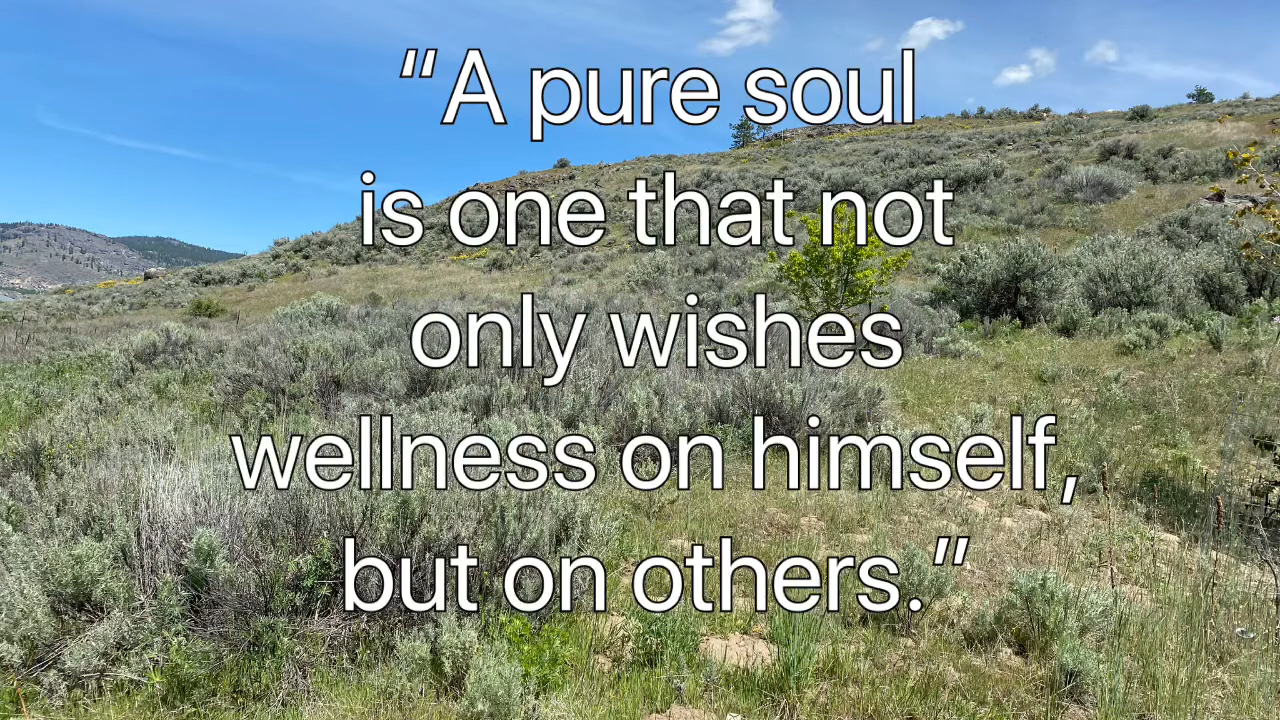 “A pure soul
is one that not
only wishes
wellness on himself,
but on others.”